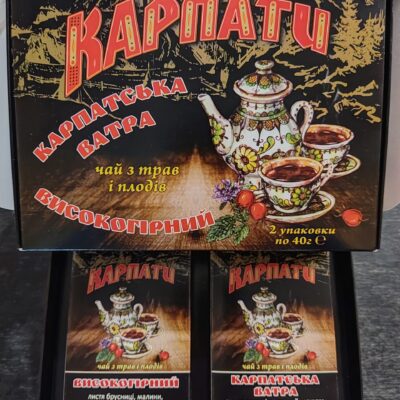 КАРПАТИ
КАРПАТСЬКА
ВАТРА
чай з трав
і плодів
ВИСОКОГІРНИЙ
2 упаковки
по 40г ℮
КАРПАТИ
чай з трав і плодів
ВИСОКОГІРНИЙ
листя брусниці, малини,
КАРПАТИ
чай з трав і плодів
КАРПАТСЬКА
ВАТРА